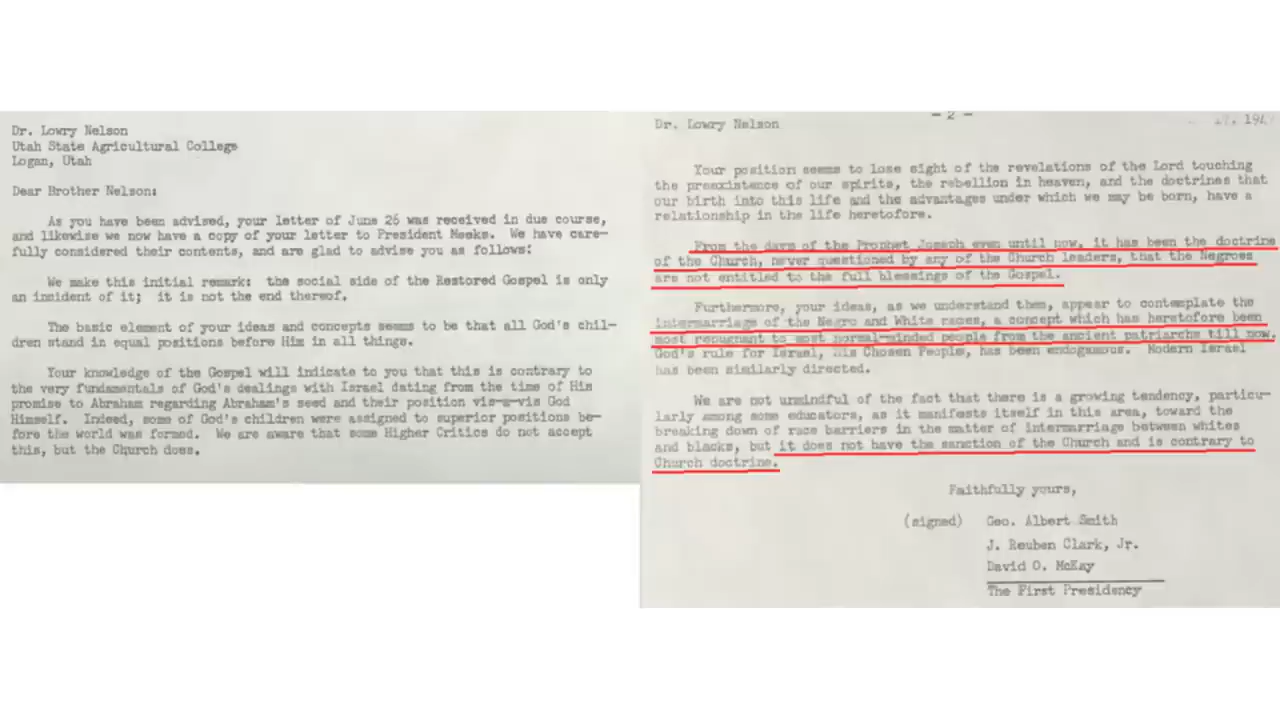 Dr. Lowry Nelson
Utah State Agricultural College
Logan, Utah
Dear Brother Nelson:
As you have been advised, your letter of June 26 was received in due course,
and likewise we now have a copy of your letter to President Meeks. We have care-
fully considered their contents, and are glad to advise you as follows:
We make this initial remark: the social side of the Restored Gospel is only
an incident of it; it is not the end thereof.
The basic element of your ideas and concepts seems to be that all God's chil-
dren stand in equal positions before Him in all things.
Your knowledge of the Gospel will indicate to you that this is contrary to
the very fundamentals of God's dealings with Israel dating from the time of His
promise to Abraham regarding Abraham's seed and their position vis-a-vis God
Himself. Indeed, some of God's children were assigned to superior positions be-
fore the world was formed. We are aware that some Higher Critics do not accept
this, but the Church does.
- 2 -
Dr. Lowry Nelson
Your position seems to lose sight of the revelations of the Lord touching
the preexistence of our spirits, the rebellion in heaven, and the doctrines that
our birth into this life and the advantages under which we may be born, have a
relationship in the life heretofore.
From the days of the Prophet Joseph even until now, it has been the doctrine
of the Church, never questioned by any of the Church leaders, that the Negroes
are not entitled to the full blessings of the Gospel.
Furthermore, your ideas, as we understand them, appear to contemplate the
intermarriage of the Negro and White races, a concept which has heretofore been
most repugnant to most normal-minded people from the ancient patriarchs till now.
God's rule for Israel, His Chosen People, has been endogamous. Modern Israel
has been similarly directed.
We are not unmindful of the fact that there is a growing tendency, particu-
larly among some educators, as it manifests itself in this area, toward the
breaking down of race barriers in the matter of intermarriage between whites
and blacks, but it does not have the sanction of the Church and is contrary to
Church doctrine.
Faithfully yours,
(signed) Geo. Albert Smith
J. Reuben Clark, Jr.
David O. McKay
The First Presidency